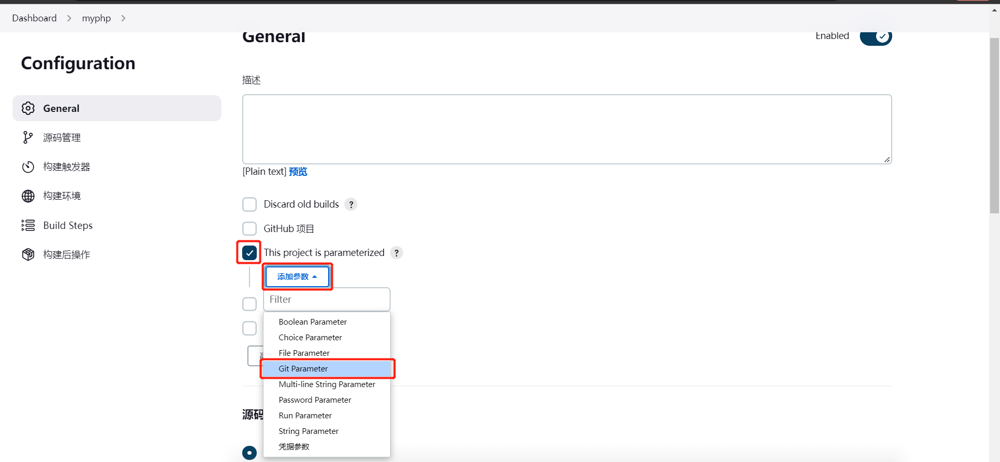 Dashboard
myphp
Configuration
General
源码管理
构建触发器
构建环境
Build Steps
构建后操作
General
Enabled
描述
[Plain text] 预览
Discard old builds ?
GitHub 项目
This project is parameterized ?
添加参数
Filter
Boolean Parameter
Choice Parameter
File Parameter
Git Parameter
Multi-line String Parameter
Password Parameter
Run Parameter
String Parameter
凭据参数
源码